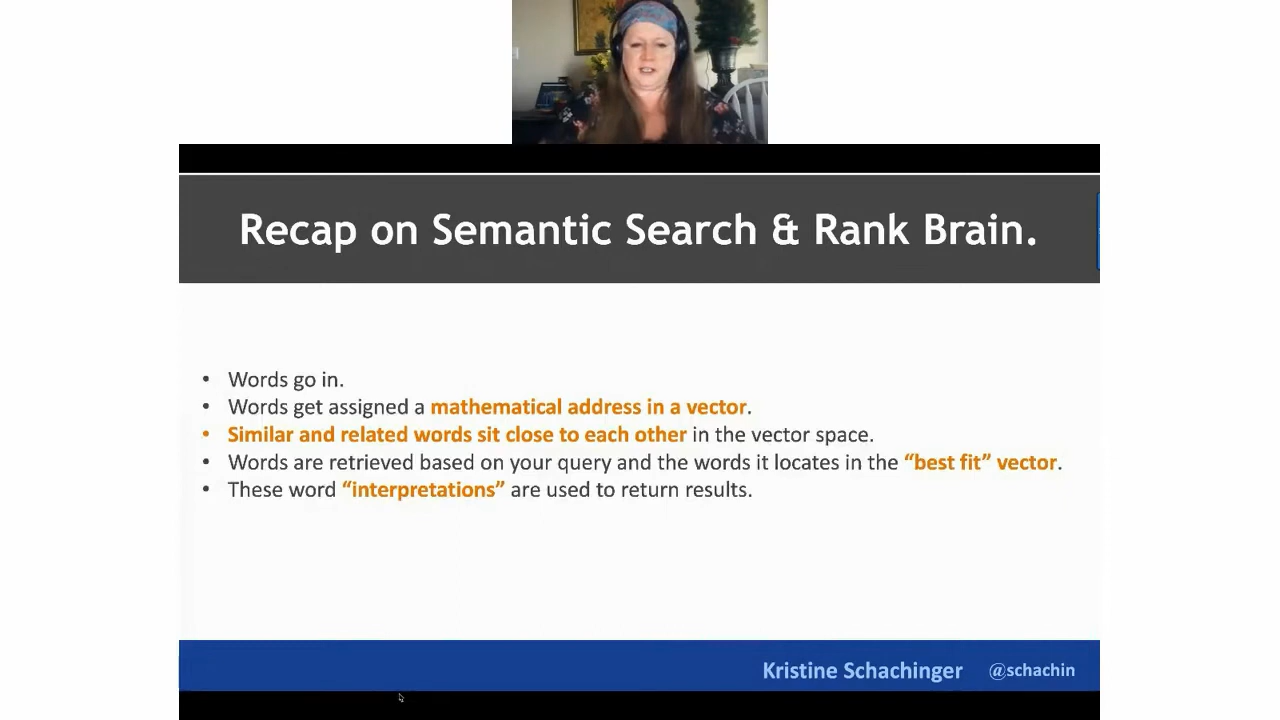 Recap on Semantic Search & Rank Brain.
• Words go in.
• Words get assigned a mathematical address in a vector.
• Similar and related words sit close to each other in the vector space.
• Words are retrieved based on your query and the words it locates in the “best fit” vector.
• These word “interpretations” are used to return results.
Kristine Schachinger @schachin